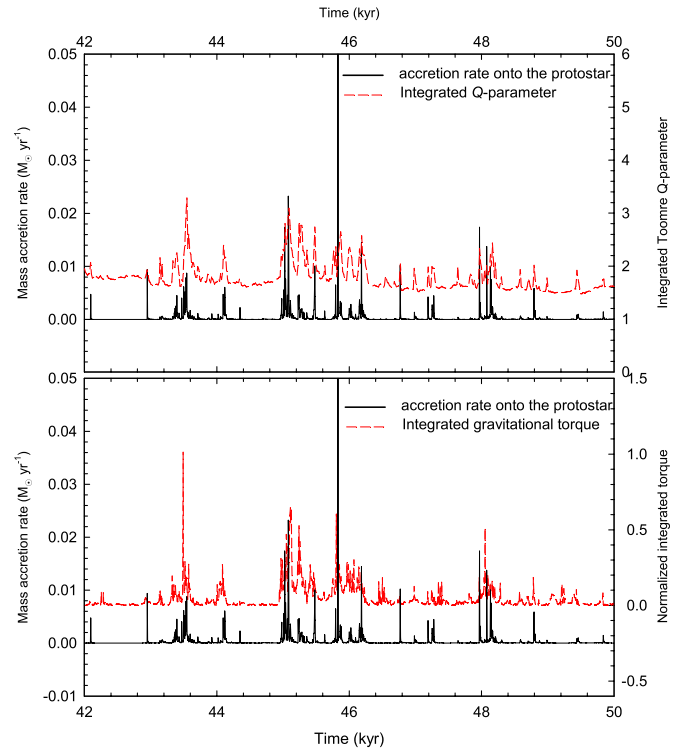 Time (kyr)
42 44 46 48 50
0.05 6
accretion rate onto the protostar
Integrated Q-parameter
0.04 5
0.03 4
0.02 3
0.01 2
0.00 1
0
Mass accretion rate (M☉ yr-1)
Integrated Toomre Q-parameter
0.05 1.5
accretion rate onto the protostar
Integrated gravitational torque
0.04
1.0
0.03
0.02 0.5
0.01 0.0
0.00
-0.5
-0.01
Mass accretion rate (M☉ yr-1)
Normalized integrated torque
42 44 46 48 50
Time (kyr)